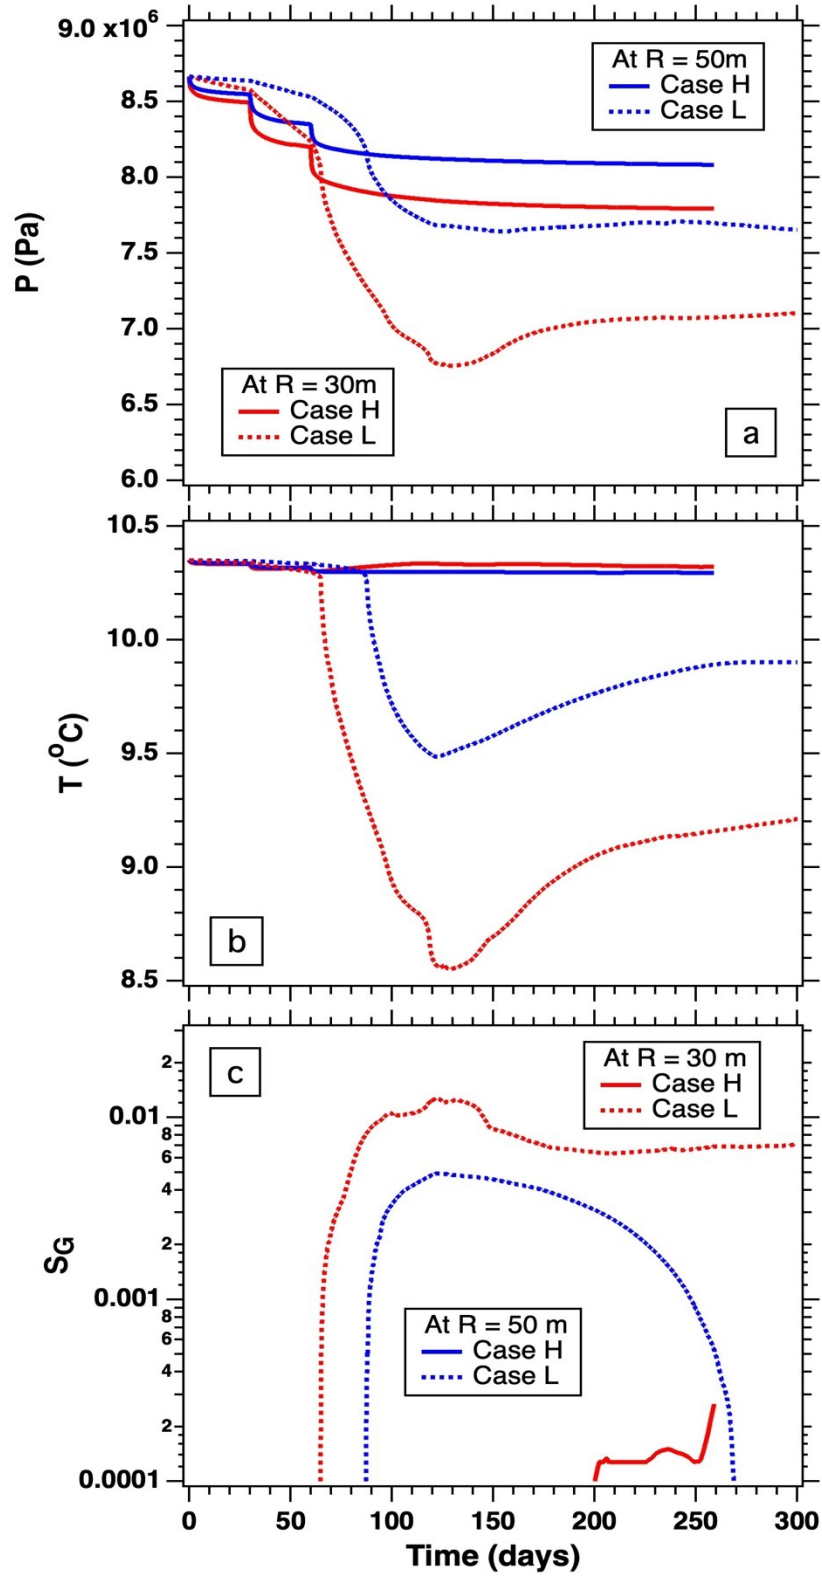 9.0 x10⁶
8.5
8.0
7.5
7.0
6.5
6.0
P (Pa)
At R = 50m
Case H
Case L
At R = 30m
Case H
Case L
a
10.5
10.0
9.5
9.0
8.5
T (⁰C)
b
2
0.01
8
6
4
2
0.001
8
6
4
2
0.0001
S_G
c
At R = 30 m
Case H
Case L
At R = 50 m
Case H
Case L
0 50 100 150 200 250 300
Time (days)